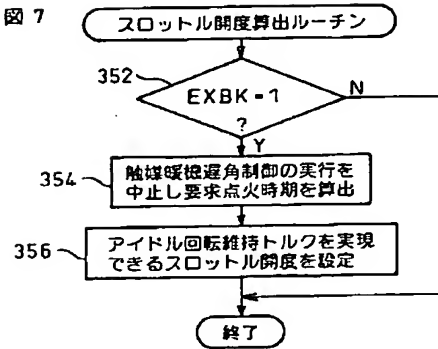 図 7
スロットル開度算出ルーチン
352
EXBK=1
?
N
Y
354
触媒暖機遅角制御の実行を
中止し要求点火時期を算出
356
アイドル回転維持トルクを実現
できるスロットル開度を設定
終了